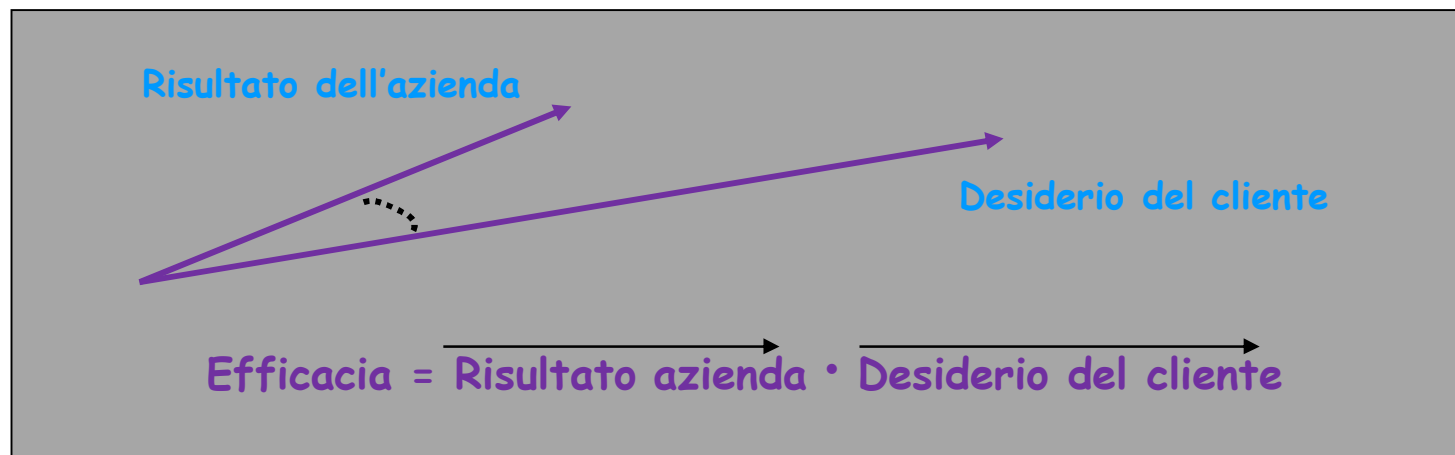 Risultato dell'azienda
Desiderio del cliente
Efficacia = Risultato azienda · Desiderio del cliente